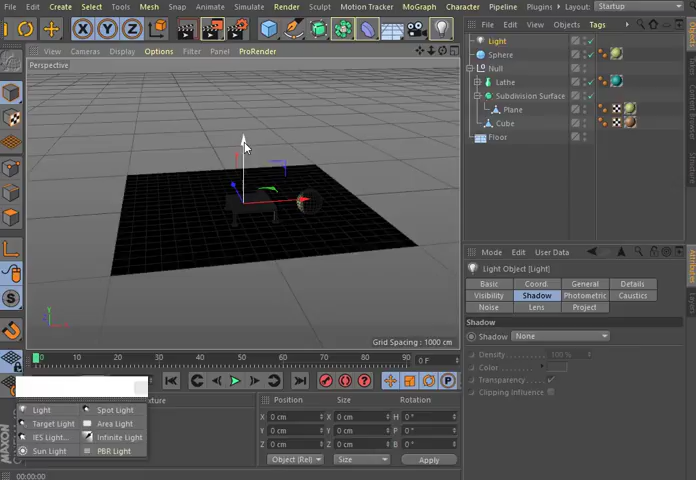 File Create Select Tools Mesh Snap Animate Simulate Render Sculpt Motion Tracker MoGraph Character Pipeline Plugins Layout: Startup
View Cameras Display Options Filter Panel ProRender
Perspective
Grid Spacing : 1000 cm
File Edit View Objects Tags
Light
Sphere
Null
Lathe
Subdivision Surface
Plane
Cube
Floor
Objects
Content Browser
Structure
Mode Edit User Data
Attributes
Layers
Light Object [Light]
Basic Coord. General Details
Visibility Shadow Photometric Caustics
Noise Lens Project
Shadow
Shadow None
Density 100 %
Color
Transparency
Clipping Influence
0 10 20 30 40 50 60 70 80 90 0 F
Light Spot Light
Target Light Area Light
IES Light... Infinite Light
Sun Light PBR Light
Position Size Rotation
X 0 cm X 0 cm H 0 °
Y 0 cm Y 0 cm P 0 °
Z 0 cm Z 0 cm B 0 °
Object (Rel) Size Apply
MAXON
00:00:00